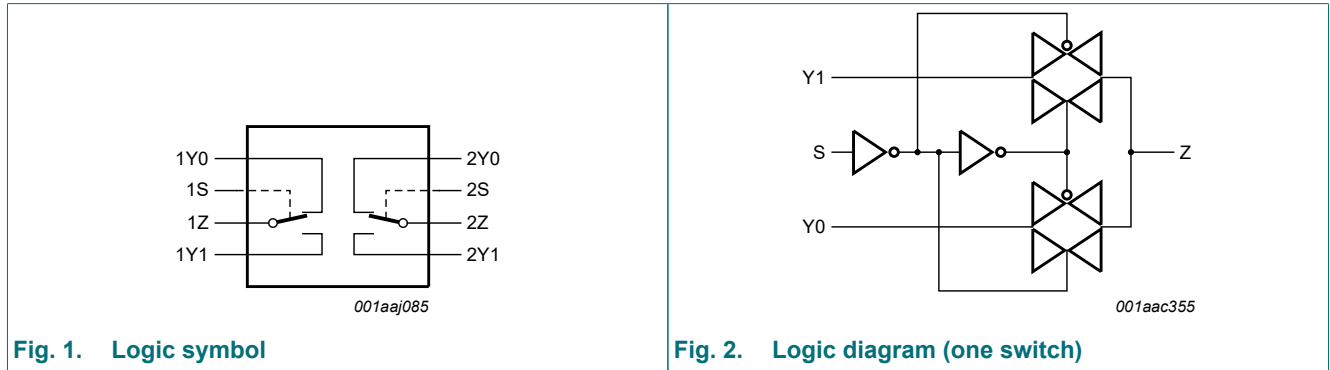 1Y0
1S
1Z
1Y1
2Y0
2S
2Z
2Y1
001aaj085
Fig. 1. Logic symbol
Y1
S
Z
Y0
001aac355
Fig. 2. Logic diagram (one switch)